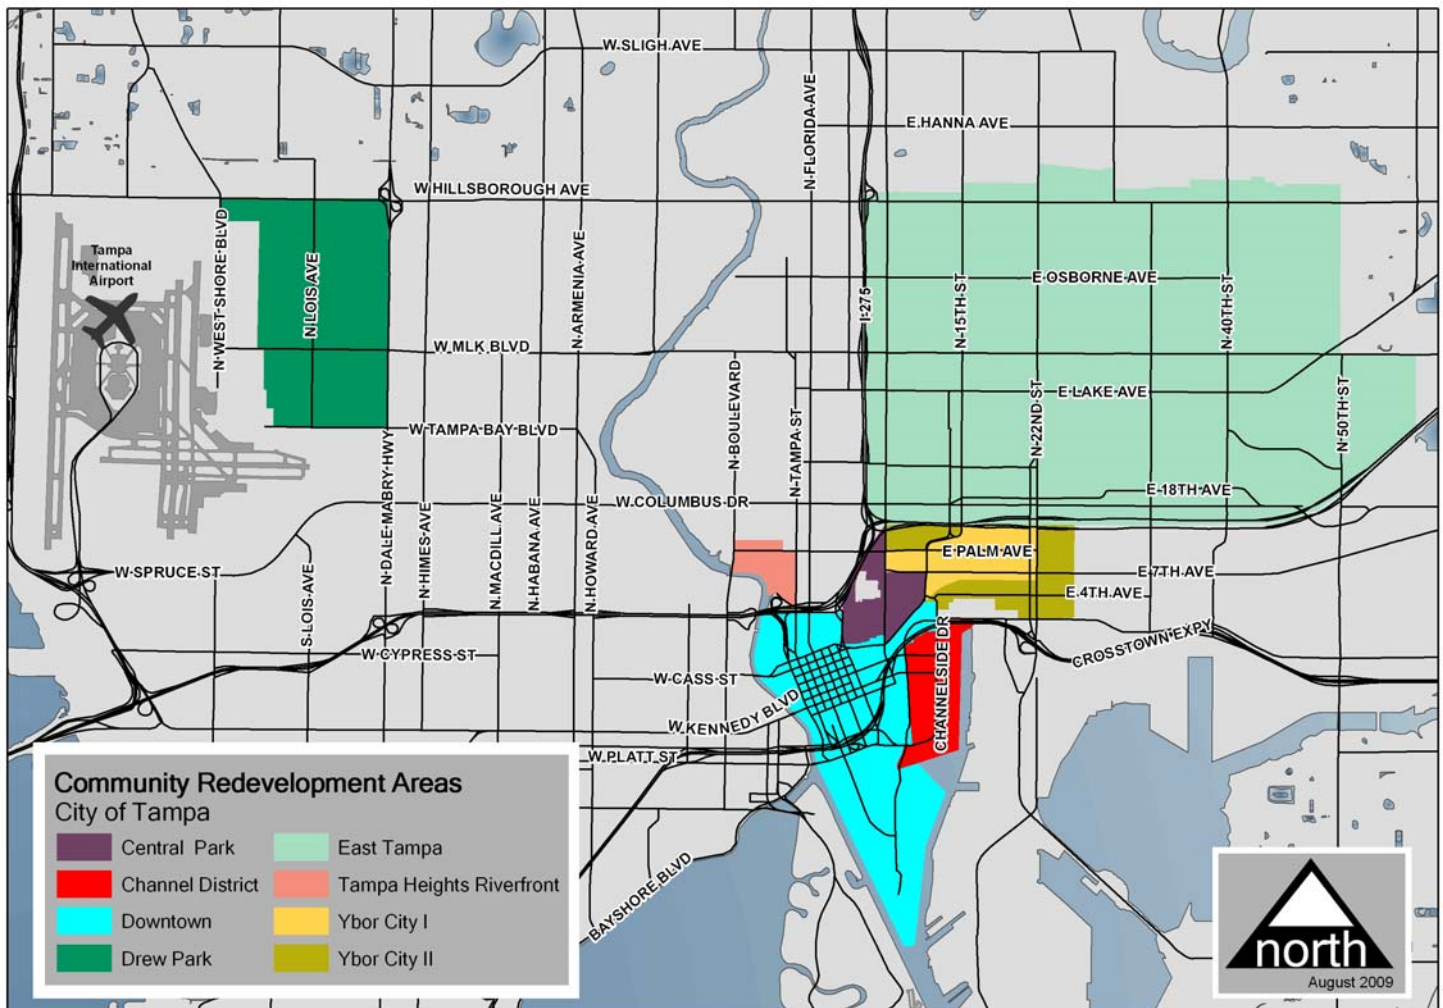 W SLIGH AVE
N FLORIDA AVE
E HANNA AVE
W HILLSBOROUGH AVE
N WEST SHORE BLVD
Tampa
International
Airport
N LOIS AVE
N ARMENIA AVE
I-275
N 15TH ST
E OSBORNE AVE
N 40TH ST
W MLK BLVD
N BOULEVARD
E LAKE AVE
N 22ND ST
N 50TH ST
N TAMPA ST
W TAMPA BAY BLVD
N DALE MABRY HWY
E 18TH AVE
W COLUMBUS DR
N HIMES AVE
N MACDILL AVE
N HABANA AVE
N HOWARD AVE
E PALM AVE
W SPRUCE ST
E 7TH AVE
S LOIS AVE
E 4TH AVE
CROSSTOWN EXPY
CHANNELSIDE DR
W CYPRESS ST
W CASS ST
W KENNEDY BLVD
W PLATT ST
BAYSHORE BLVD
Community Redevelopment Areas
City of Tampa
Central Park
Channel District
Downtown
Drew Park
East Tampa
Tampa Heights Riverfront
Ybor City I
Ybor City II
north
August 2009